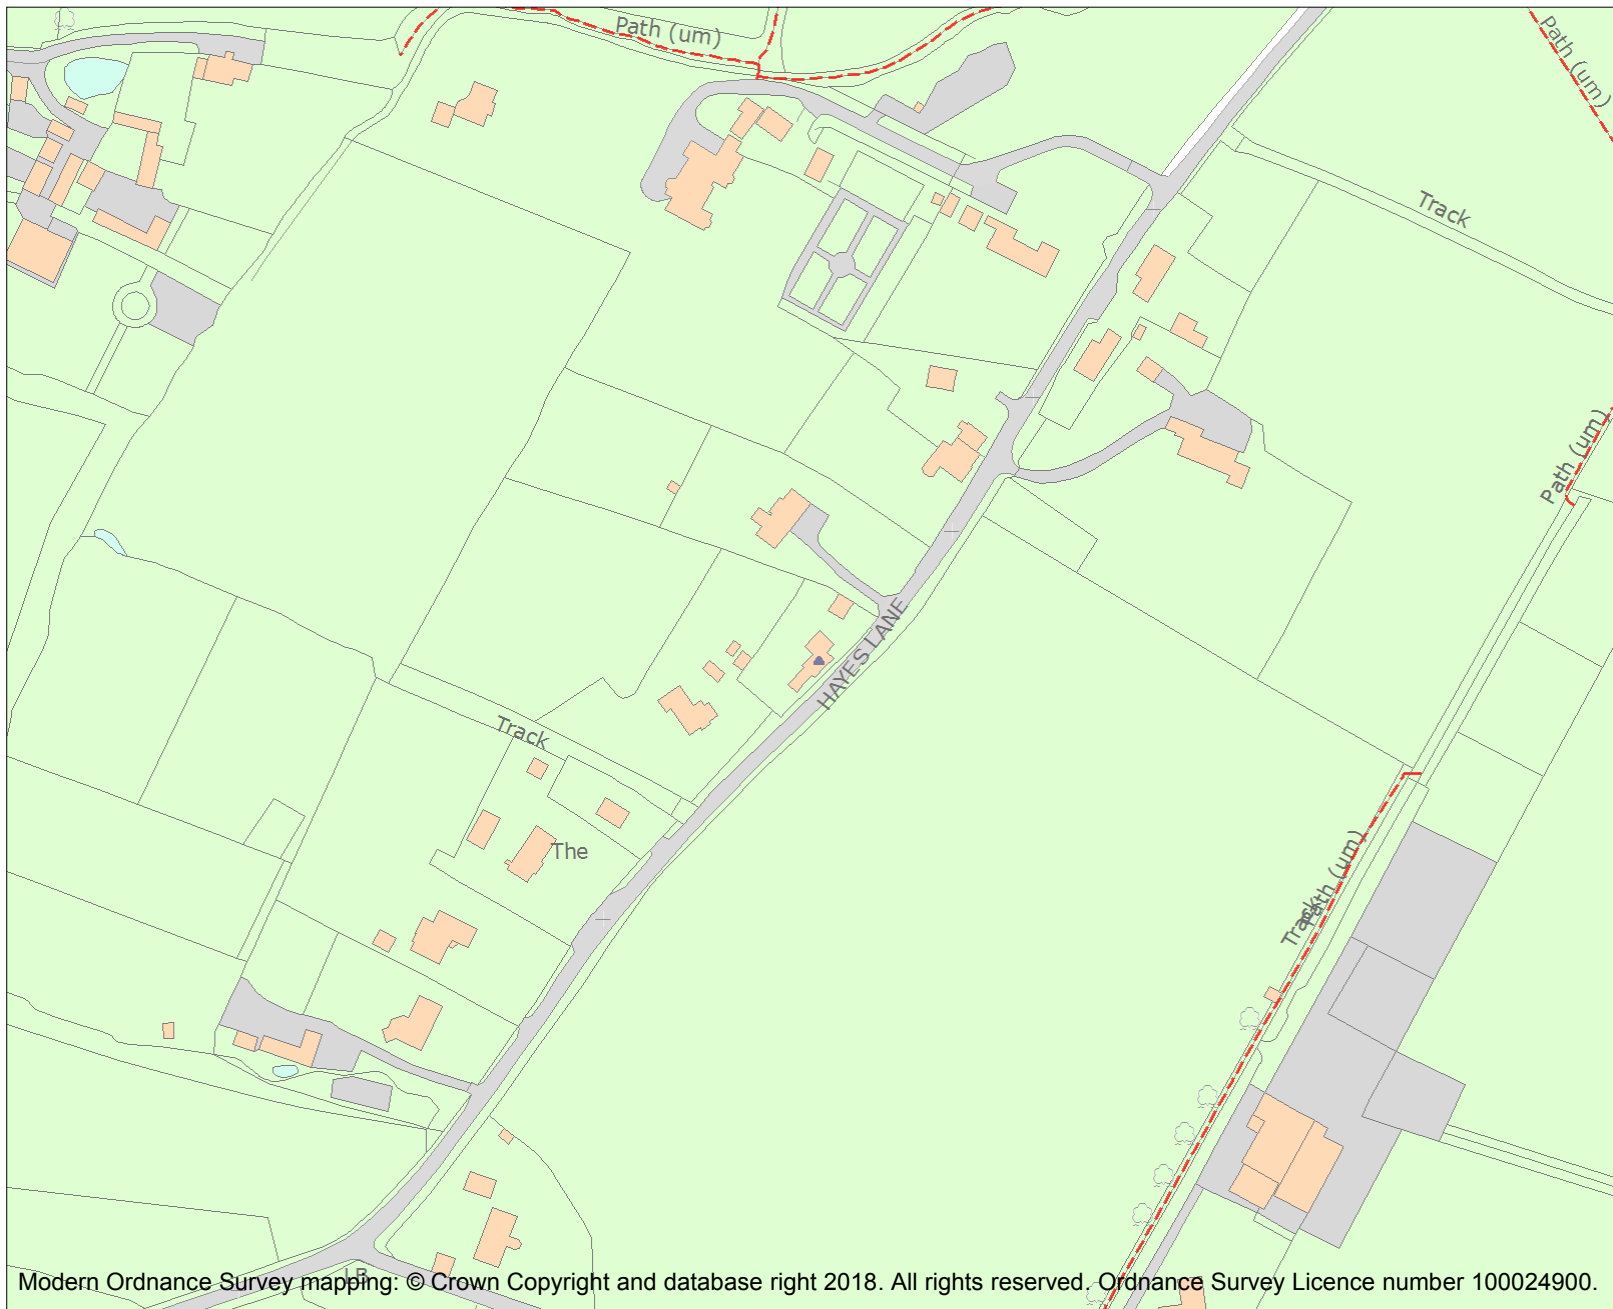 Path (um)
Path (um)
Track
Path (um)
HAYES LANE
Track
The
Path (um)
Track
LB
Modern Ordnance Survey mapping: © Crown Copyright and database right 2018. All rights reserved. Ordnance Survey Licence number 100024900.